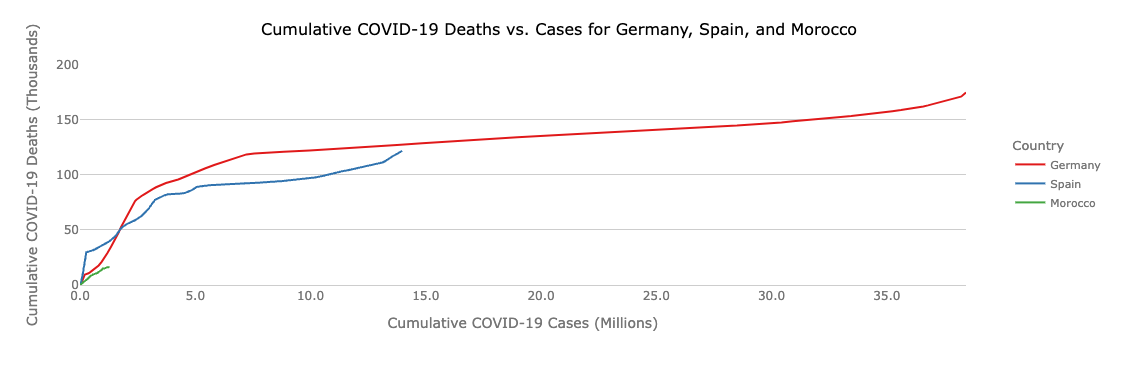 Cumulative COVID-19 Deaths vs. Cases for Germany, Spain, and Morocco
Cumulative COVID-19 Deaths (Thousands)
200
150
100
50
0
0.0 5.0 10.0 15.0 20.0 25.0 30.0 35.0
Cumulative COVID-19 Cases (Millions)
Country
Germany
Spain
Morocco